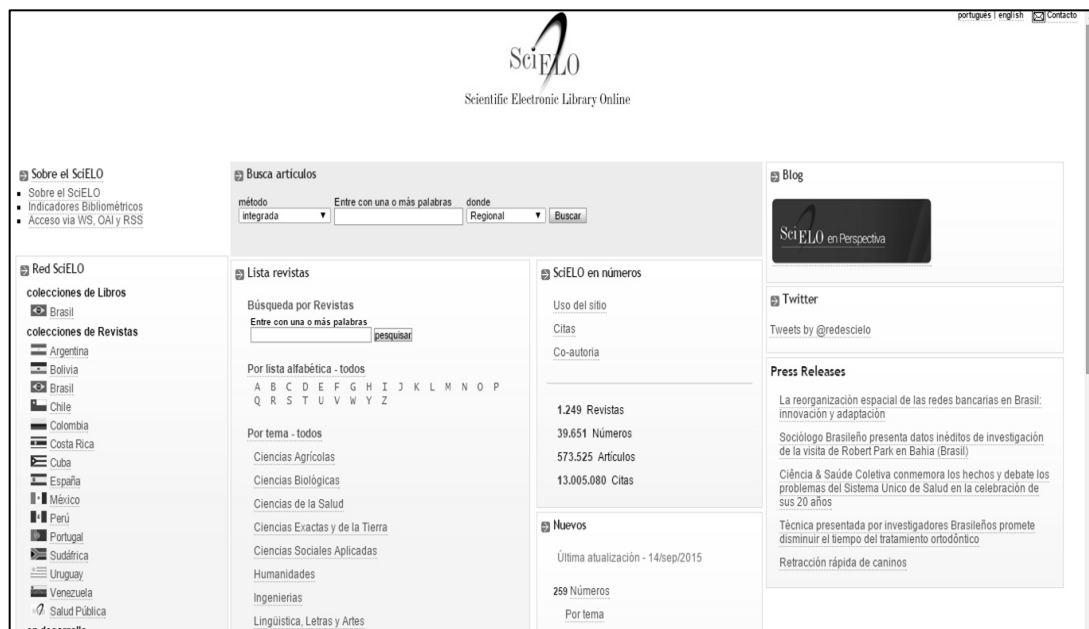 português | english Contacto
SciELO
Scientific Electronic Library Online
Sobre el SciELO
Sobre el SciELO
Indicadores Bibliométricos
Acceso via WS, OAI y RSS
Busca artículos
método Entre con una o más palabras donde
integrada Regional Buscar
Blog
SciELO en Perspectiva
Red SciELO
colecciones de Libros
Brasil
colecciones de Revistas
Argentina
Bolivia
Brasil
Chile
Colombia
Costa Rica
Cuba
España
México
Perú
Portugal
Sudáfrica
Uruguay
Venezuela
Salud Pública
en desarrollo
Lista revistas
Búsqueda por Revistas
Entre con una o más palabras
pesquisar
Por lista alfabética - todos
A B C D E F G H I J K L M N O P
Q R S T U V W Y Z
Por tema - todos
Ciencias Agrícolas
Ciencias Biológicas
Ciencias de la Salud
Ciencias Exactas y de la Tierra
Ciencias Sociales Aplicadas
Humanidades
Ingenierias
Lingüistica, Letras y Artes
SciELO en números
Uso del sitio
Citas
Co-autoria
1.249 Revistas
39.651 Números
573.525 Artículos
13.005.080 Citas
Nuevos
Última atualización - 14/sep/2015
259 Números
Por tema
Twitter
Tweets by @redescielo
Press Releases
La reorganización espacial de las redes bancarias en Brasil:
innovación y adaptación
Sociólogo Brasileño presenta datos inéditos de investigación
de la visita de Robert Park en Bahia (Brasil)
Ciência & Saúde Coletiva conmemora los hechos y debate los
problemas del Sistema Unico de Salud en la celebración de
sus 20 años
Técnica presentada por investigadores Brasileños promete
disminuir el tiempo del tratamiento ortodôntico
Retracción rápida de caninos